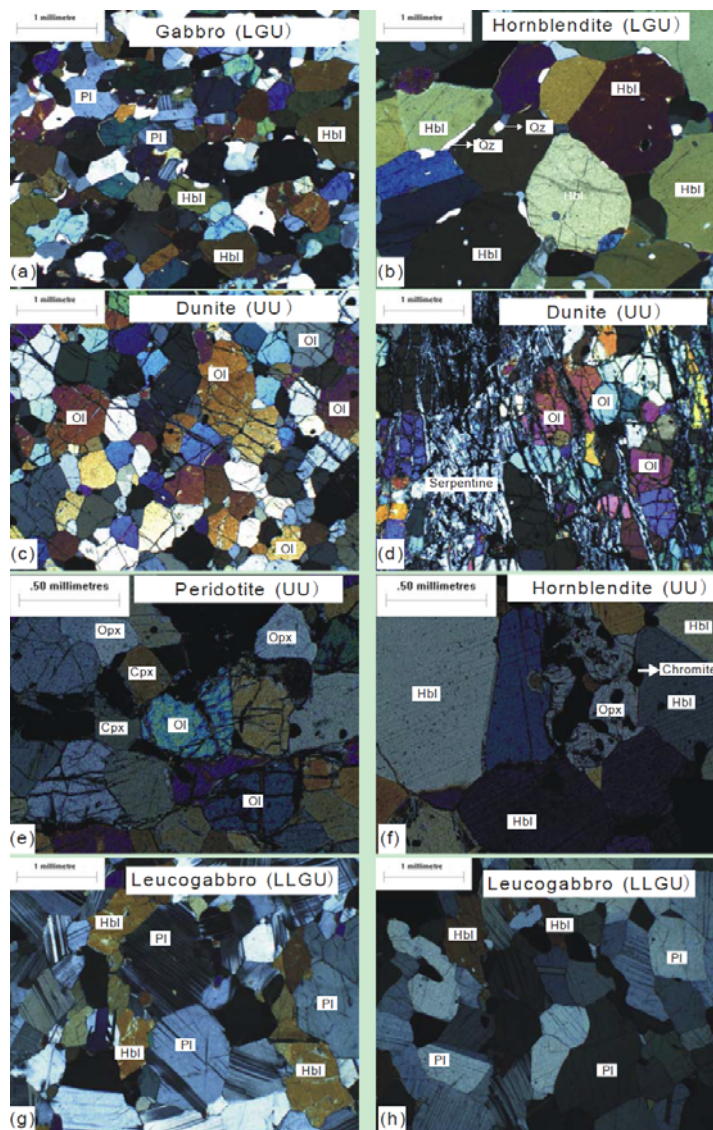 1 millimetre
Gabbro (LGU)
Pl
Pl
Hbl
Hbl
Hbl
(a)
1 millimetre
Hornblendite (LGU)
Hbl
Hbl
Qz
Qz
Hbl
Hbl
Hbl
(b)
1 millimetre
Dunite (UU)
Ol
Ol
Ol
Ol
Ol
(c)
1 millimetre
Dunite (UU)
Ol
Ol
Ol
Serpentine
(d)
.50 millimetres
Peridotite (UU)
Opx
Opx
Cpx
Cpx
Ol
Ol
(e)
.50 millimetres
Hornblendite (UU)
Hbl
Chromite
Hbl
Hbl
Opx
Hbl
(f)
1 millimetre
Leucogabbro (LLGU)
Hbl
Pl
Pl
Pl
Hbl
Hbl
(g)
1 millimetre
Leucogabbro (LLGU)
Hbl
Hbl
Pl
Pl
Pl
(h)